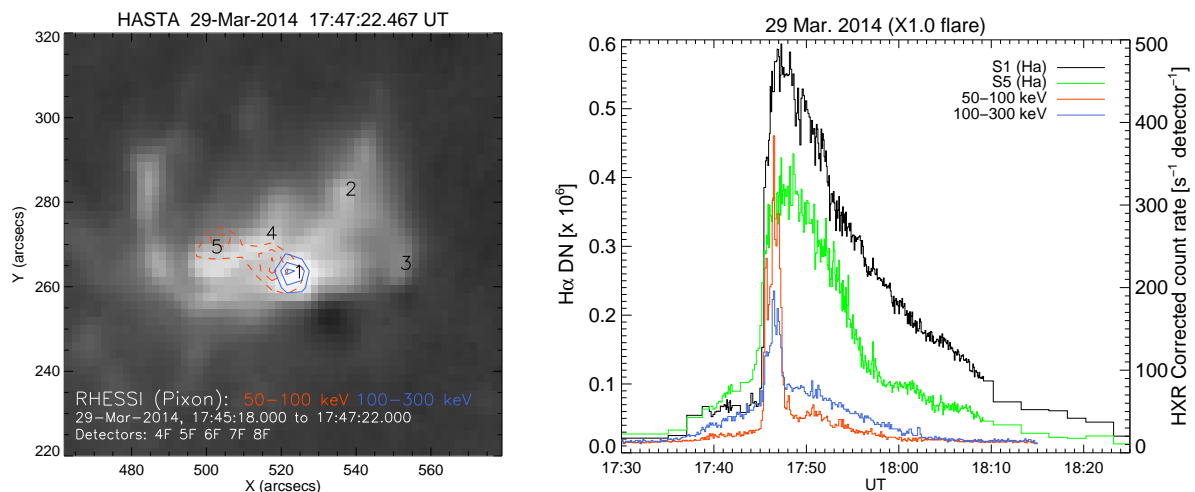 HASTA 29-Mar-2014 17:47:22.467 UT
320
300
280
260
240
220
Y (arcsecs)
2
4
5
1
3
RHESSI (Pixon): 50-100 keV 100-300 keV
29-Mar-2014, 17:45:18.000 to 17:47:22.000
Detectors: 4F 5F 6F 7F 8F
480 500 520 540 560
X (arcsecs)
29 Mar. 2014 (X1.0 flare)
0.6
0.5
0.4
0.3
0.2
0.1
0.0
Hα DN [x 10⁶]
S1 (Ha)
S5 (Ha)
50-100 keV
100-300 keV
500
400
300
200
100
0
HXR Corrected count rate [s⁻¹ detector⁻¹]
17:30 17:40 17:50 18:00 18:10 18:20
UT